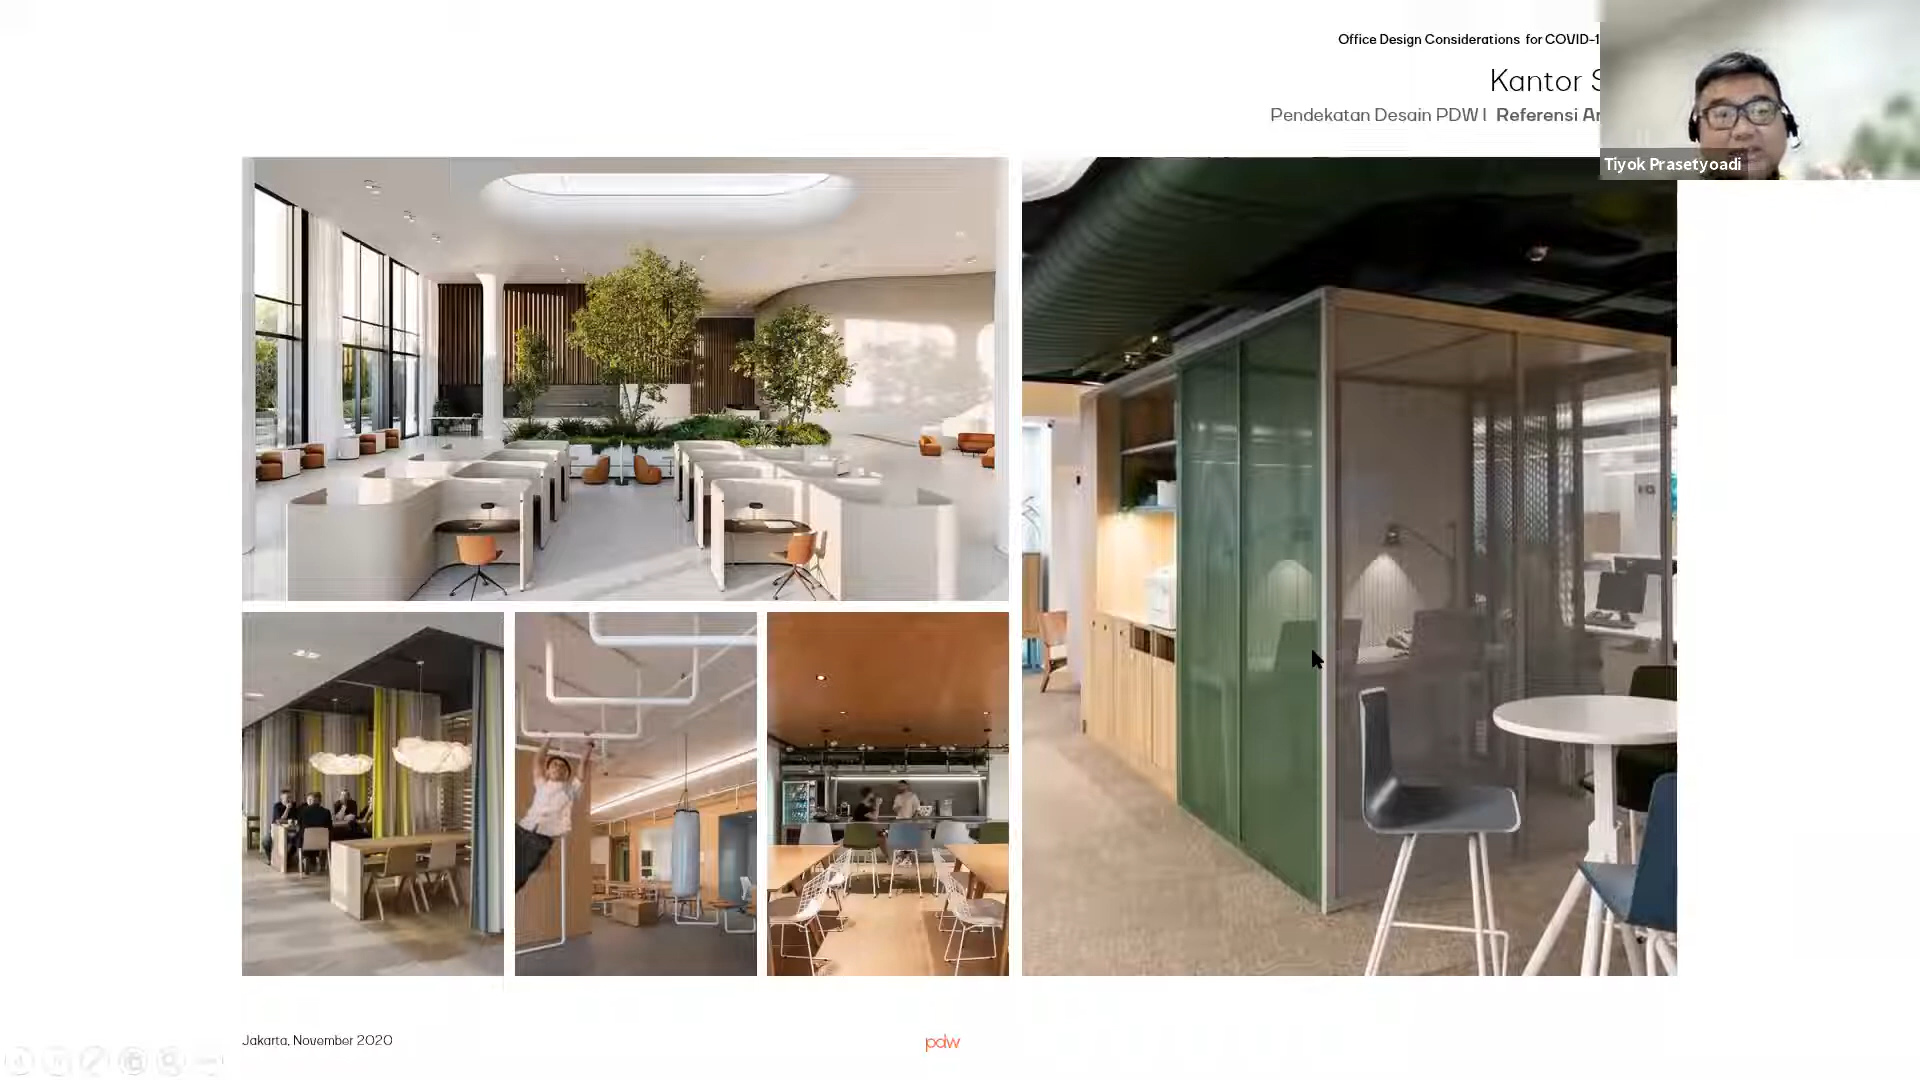 Office Design Considerations for COVID-1
Kantor S
Pendekatan Desain PDW | Referensi Ar
Tiyok Prasetyoadi
Jakarta, November 2020
pdw